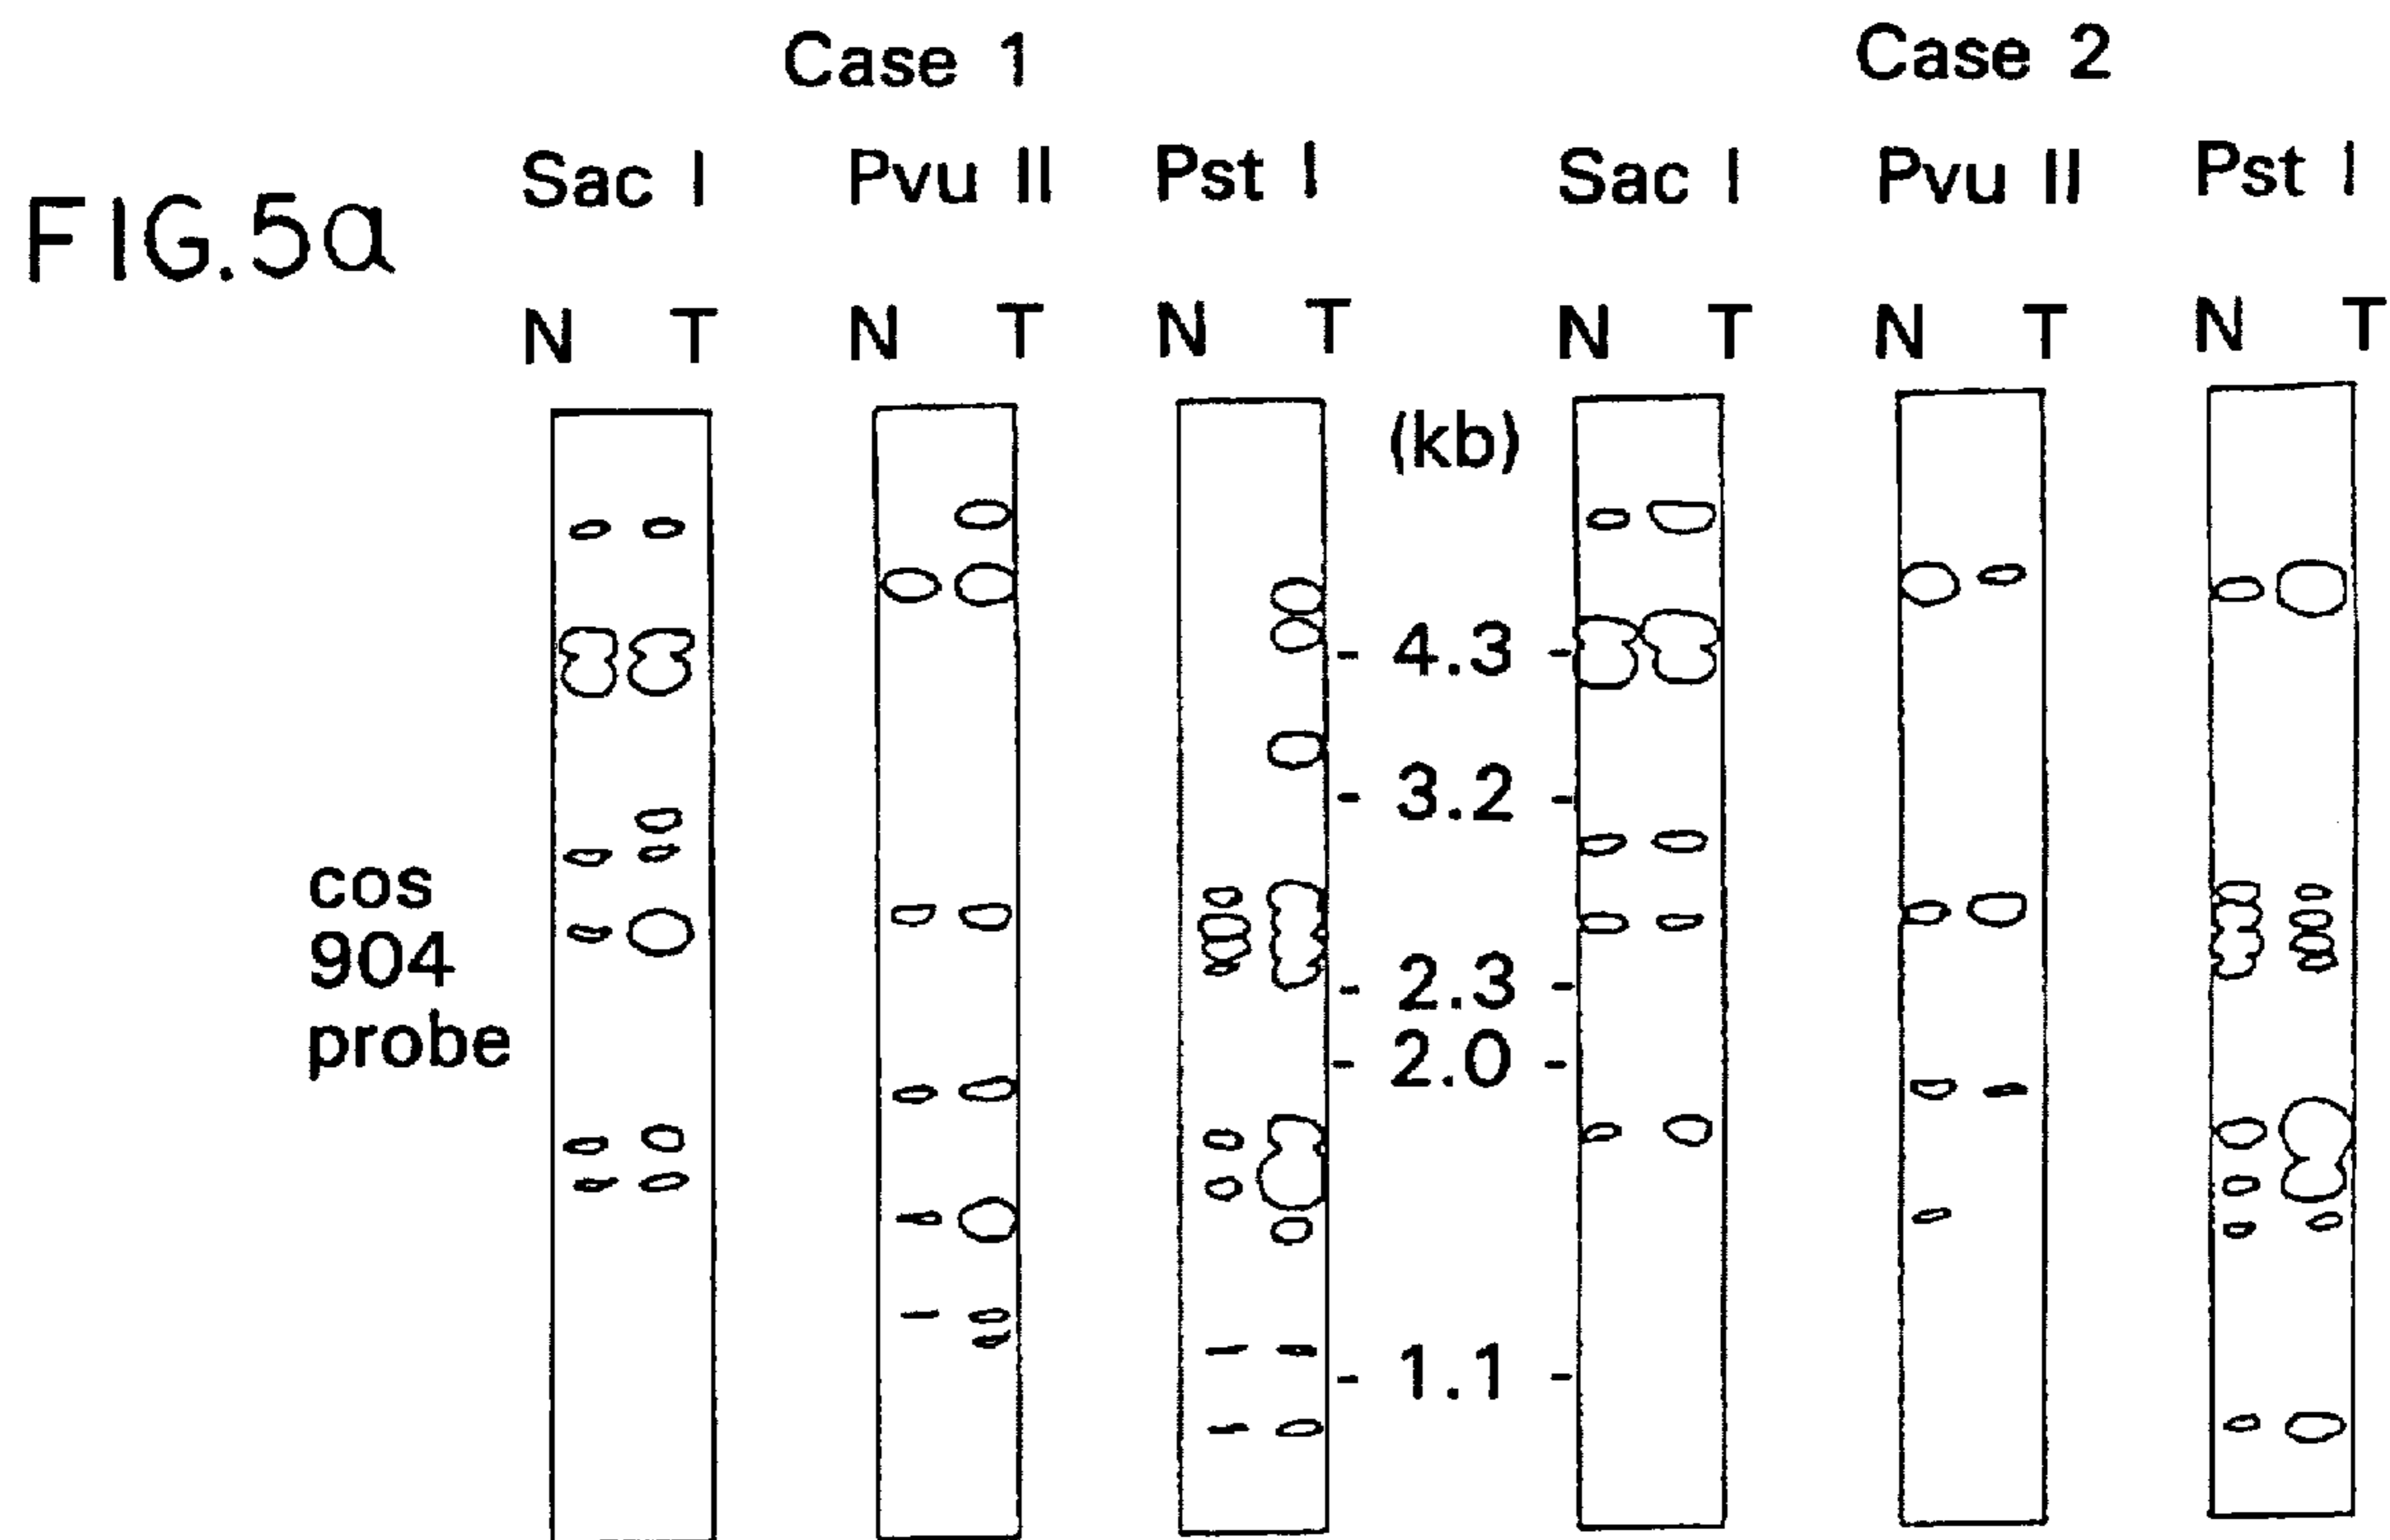 Case 1 Case 2
Sac I Pvu II Pst I Sac I Pvu II Pst I
FIG.5a
N T N T N T N T N T N T
(kb)
4.3
3.2
cos
904
probe
2.3
2.0
1.1